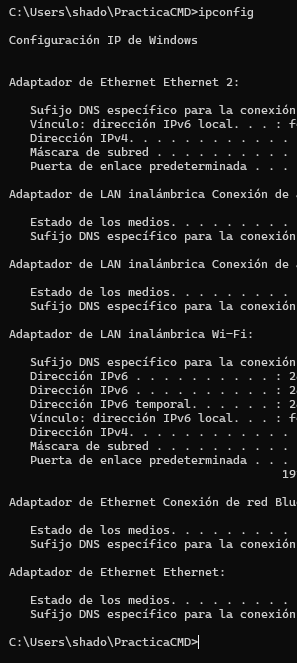 C:\Users\shado\PracticaCMD>ipconfig
Configuración IP de Windows
Adaptador de Ethernet Ethernet 2:
Sufijo DNS específico para la conexión
Vínculo: dirección IPv6 local. . . : f
Dirección IPv4. . . . . . . . . . . .
Máscara de subred . . . . . . . . . .
Puerta de enlace predeterminada . . .
Adaptador de LAN inalámbrica Conexión de
Estado de los medios. . . . . . . . .
Sufijo DNS específico para la conexión
Adaptador de LAN inalámbrica Conexión de
Estado de los medios. . . . . . . . .
Sufijo DNS específico para la conexión
Adaptador de LAN inalámbrica Wi-Fi:
Sufijo DNS específico para la conexión
Dirección IPv6 . . . . . . . . . . : 2
Dirección IPv6 . . . . . . . . . . : 2
Dirección IPv6 temporal. . . . . . : 2
Vínculo: dirección IPv6 local. . . : f
Dirección IPv4. . . . . . . . . . . .
Máscara de subred . . . . . . . . . .
Puerta de enlace predeterminada . . .
19
Adaptador de Ethernet Conexión de red Blu
Estado de los medios. . . . . . . . .
Sufijo DNS específico para la conexión
Adaptador de Ethernet Ethernet:
Estado de los medios. . . . . . . . .
Sufijo DNS específico para la conexión
C:\Users\shado\PracticaCMD>